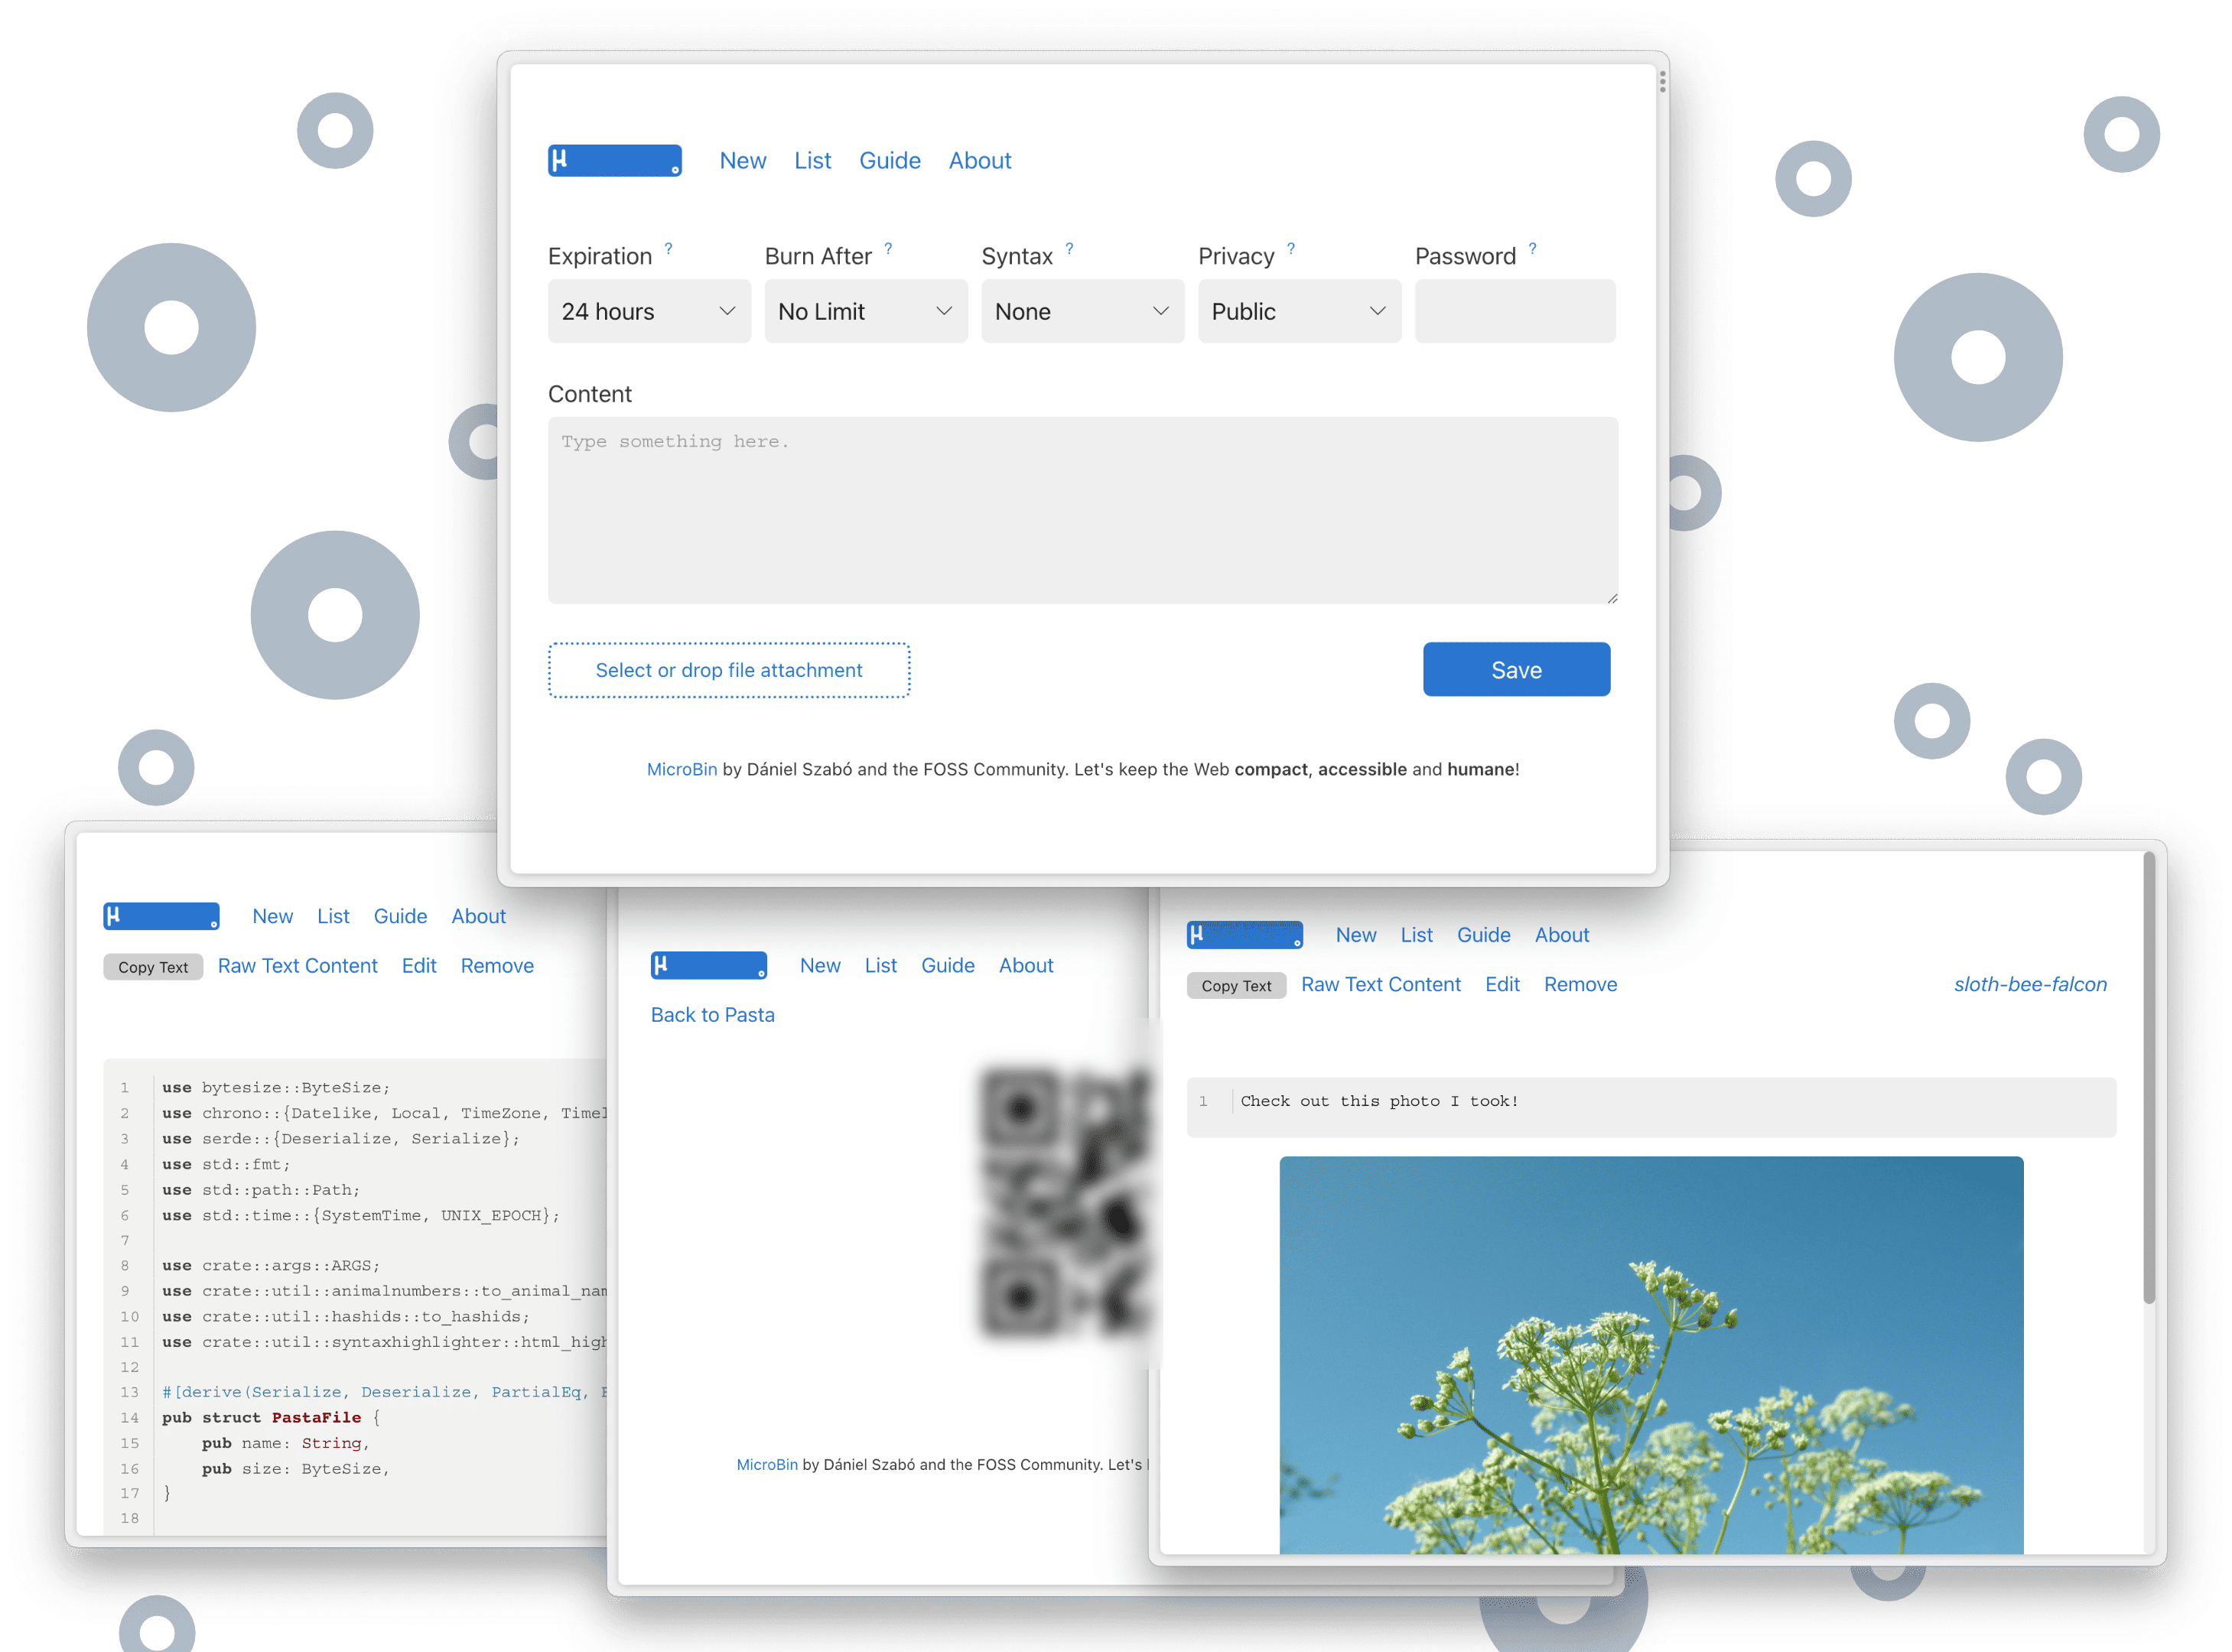 µ New List Guide About
Expiration ? Burn After ? Syntax ? Privacy ? Password ?
24 hours No Limit None Public
Content
Type something here.
Select or drop file attachment Save
MicroBin by Dániel Szabó and the FOSS Community. Let's keep the Web compact, accessible and humane!
µ New List Guide About
Copy Text Raw Text Content Edit Remove
1 use bytesize::ByteSize;
2 use chrono::{Datelike, Local, TimeZone, Time
3 use serde::{Deserialize, Serialize};
4 use std::fmt;
5 use std::path::Path;
6 use std::time::{SystemTime, UNIX_EPOCH};
7
8 use crate::args::ARGS;
9 use crate::util::animalnumbers::to_animal_nam
10 use crate::util::hashids::to_hashids;
11 use crate::util::syntaxhighlighter::html_high
12
13 #[derive(Serialize, Deserialize, PartialEq,
14 pub struct PastaFile {
15 pub name: String,
16 pub size: ByteSize,
17 }
18
µ New List Guide About
Back to Pasta
MicroBin by Dániel Szabó and the FOSS Community. Let's
µ New List Guide About
Copy Text Raw Text Content Edit Remove sloth-bee-falcon
1 Check out this photo I took!